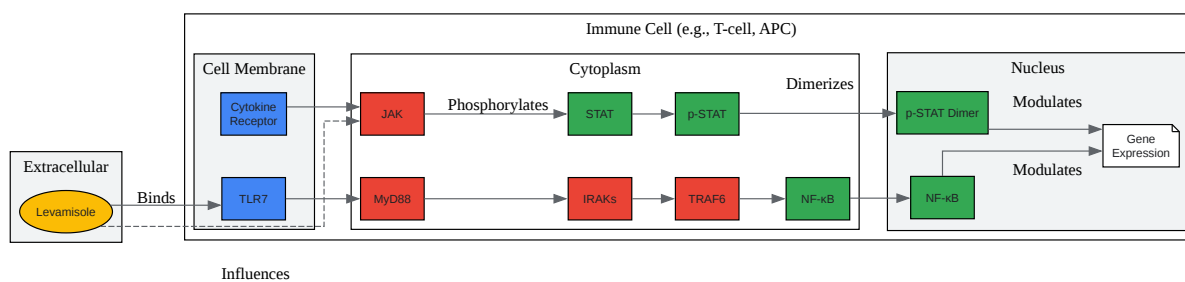 Immune Cell (e.g., T-cell, APC)
Cell Membrane
Cytoplasm
Nucleus
Dimerizes
Cytokine
Receptor
JAK
Phosphorylates
STAT
p-STAT
p-STAT Dimer
Modulates
Gene
Expression
Extracellular
Levamisole
Binds
TLR7
MyD88
IRAKs
TRAF6
NF-κB
NF-κB
Modulates
Influences